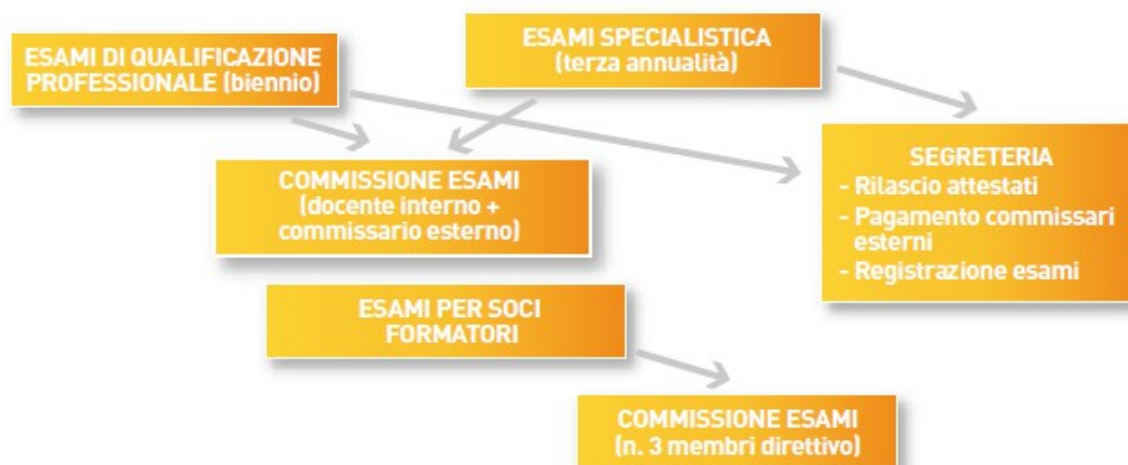 ESAMI DI QUALIFICAZIONE
PROFESSIONALE (biennio)
ESAMI SPECIALISTICA
(terza annualità)
COMMISSIONE ESAMI
(docente interno +
commissario esterno)
SEGRETERIA
- Rilascio attestati
- Pagamento commissari
esterni
- Registrazione esami
ESAMI PER SOCI
FORMATORI
COMMISSIONE ESAMI
(n. 3 membri direttivo)